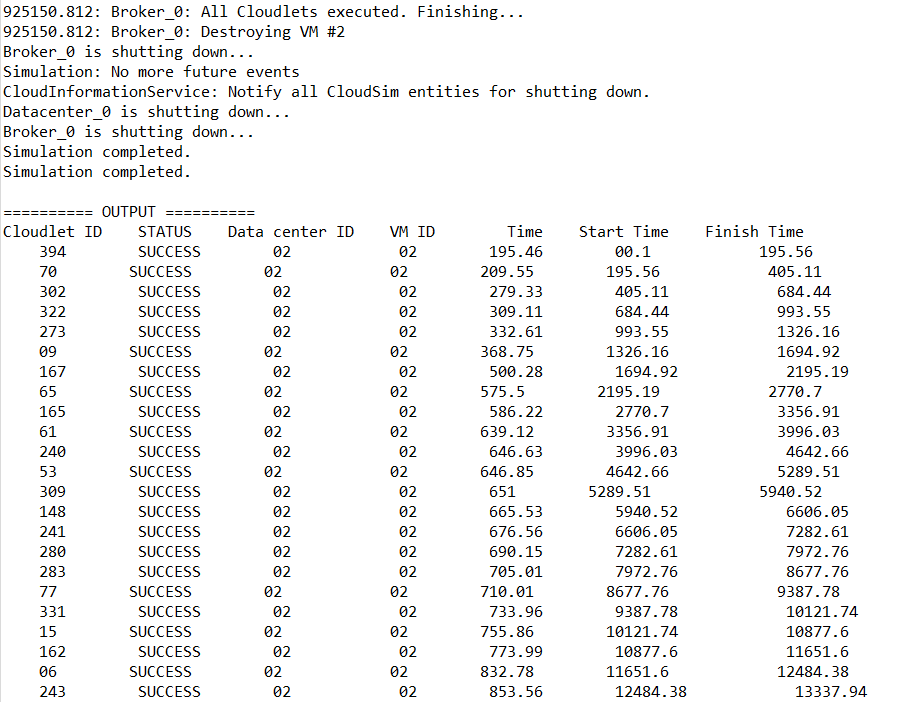 925150.812: Broker_0: All Cloudlets executed. Finishing...
925150.812: Broker_0: Destroying VM #2
Broker_0 is shutting down...
Simulation: No more future events
CloudInformationService: Notify all CloudSim entities for shutting down.
Datacenter_0 is shutting down...
Broker_0 is shutting down...
Simulation completed.
Simulation completed.

========== OUTPUT ==========
Cloudlet ID    STATUS    Data center ID    VM ID        Time    Start Time    Finish Time
    394        SUCCESS        02            02        195.46        00.1            195.56
    70        SUCCESS        02            02        209.55        195.56            405.11
    302        SUCCESS        02            02        279.33        405.11            684.44
    322        SUCCESS        02            02        309.11        684.44            993.55
    273        SUCCESS        02            02        332.61        993.55            1326.16
    09        SUCCESS        02            02        368.75        1326.16            1694.92
    167        SUCCESS        02            02        500.28        1694.92            2195.19
    65        SUCCESS        02            02        575.5        2195.19            2770.7
    165        SUCCESS        02            02        586.22        2770.7            3356.91
    61        SUCCESS        02            02        639.12        3356.91            3996.03
    240        SUCCESS        02            02        646.63        3996.03            4642.66
    53        SUCCESS        02            02        646.85        4642.66            5289.51
    309        SUCCESS        02            02        651        5289.51            5940.52
    148        SUCCESS        02            02        665.53        5940.52            6606.05
    241        SUCCESS        02            02        676.56        6606.05            7282.61
    280        SUCCESS        02            02        690.15        7282.61            7972.76
    283        SUCCESS        02            02        705.01        7972.76            8677.76
    77        SUCCESS        02            02        710.01        8677.76            9387.78
    331        SUCCESS        02            02        733.96        9387.78            10121.74
    15        SUCCESS        02            02        755.86        10121.74            10877.6
    162        SUCCESS        02            02        773.99        10877.6            11651.6
    06        SUCCESS        02            02        832.78        11651.6            12484.38
    243        SUCCESS        02            02        853.56        12484.38            13337.94